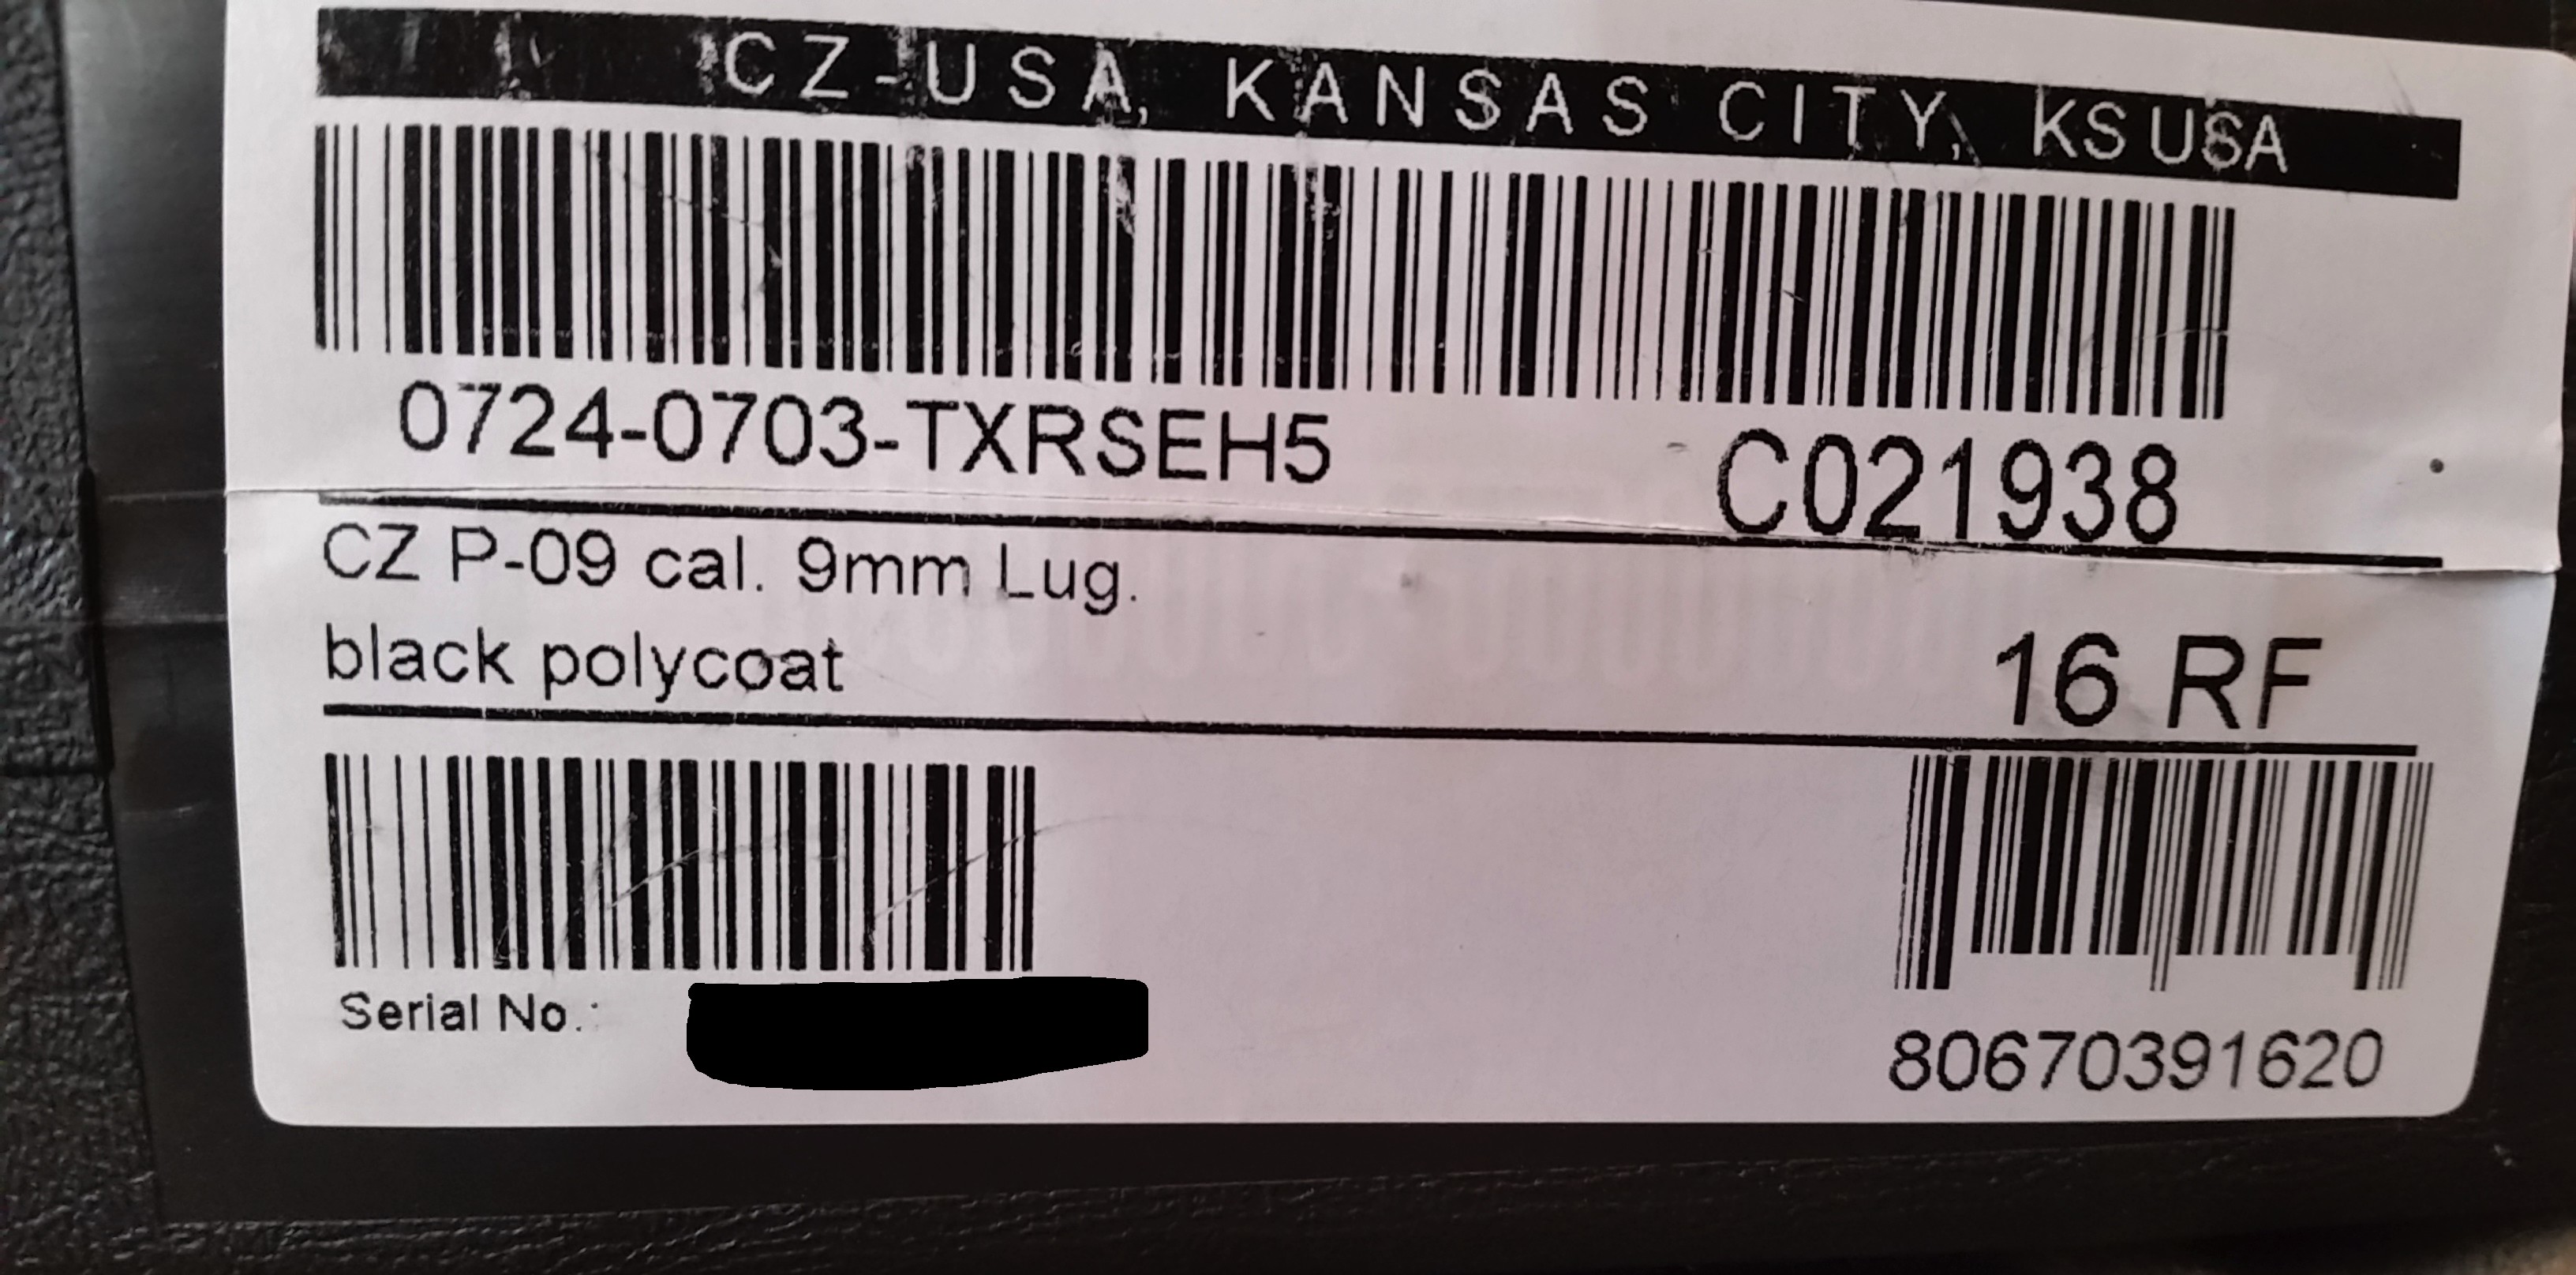 CZ-USA, KANSAS CITY, KS USA
0724-0703-TXRSEH5 C021938
CZ P-09 cal. 9mm Lug.
black polycoat 16 RF
Serial No.:
80670391620